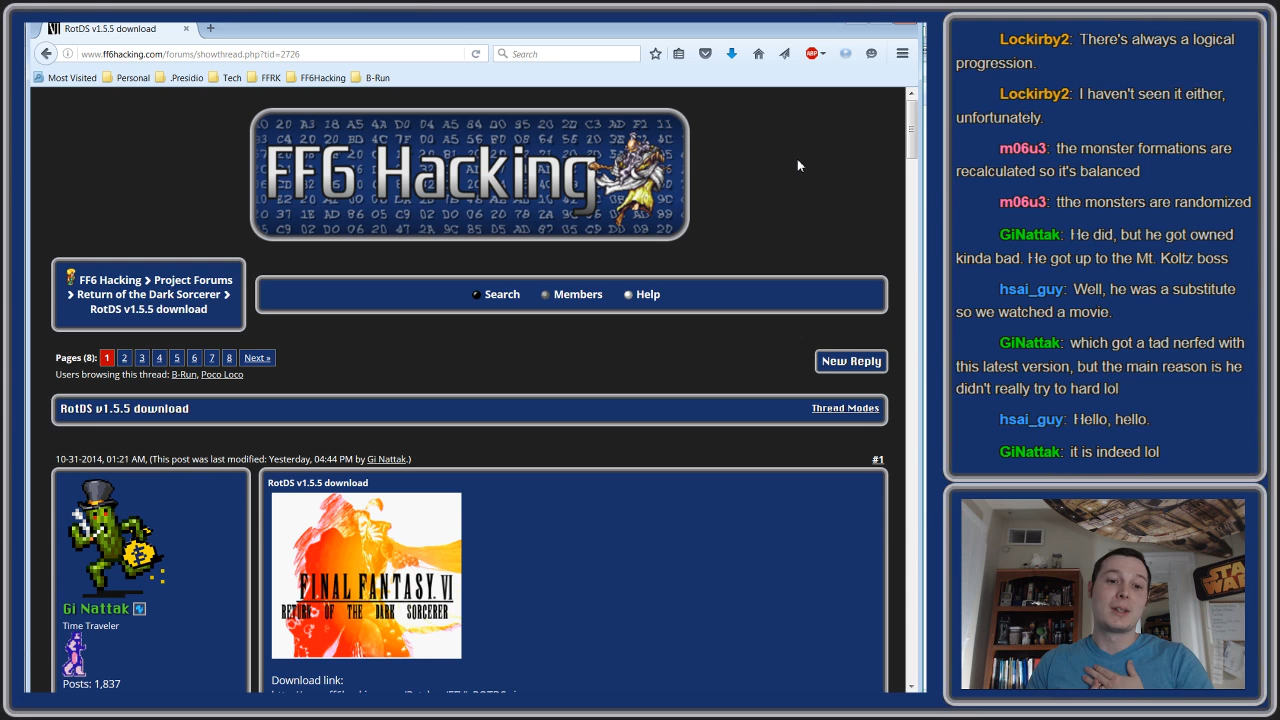 RotDS v1.5.5 download
www.ff6hacking.com/forums/showthread.php?tid=2726
Search
ABP
Most Visited Personal .Presidio Tech FFRK FF6Hacking B-Run
FF6 Hacking
FF6 Hacking > Project Forums
> Return of the Dark Sorcerer >
RotDS v1.5.5 download
Search Members Help
Pages (8): 1 2 3 4 5 6 7 8 Next »
Users browsing this thread: B-Run, Poco Loco
New Reply
RotDS v1.5.5 download
Thread Modes
10-31-2014, 01:21 AM, (This post was last modified: Yesterday, 04:44 PM by Gi Nattak.)
#1
Gi Nattak
Time Traveler
Posts: 1,837
RotDS v1.5.5 download
FINAL FANTASY VI
RETURN OF THE DARK SORCERER
Download link:
Lockirby2: There's always a logical
progression.
Lockirby2: I haven't seen it either,
unfortunately.
m06u3: the monster formations are
recalculated so it's balanced
m06u3: tthe monsters are randomized
GiNattak: He did, but he got owned
kinda bad. He got up to the Mt. Koltz boss
hsai_guy: Well, he was a substitute
so we watched a movie.
GiNattak: which got a tad nerfed with
this latest version, but the main reason is he
didn't really try to hard lol
hsai_guy: Hello, hello.
GiNattak: it is indeed lol
STAR
WARS